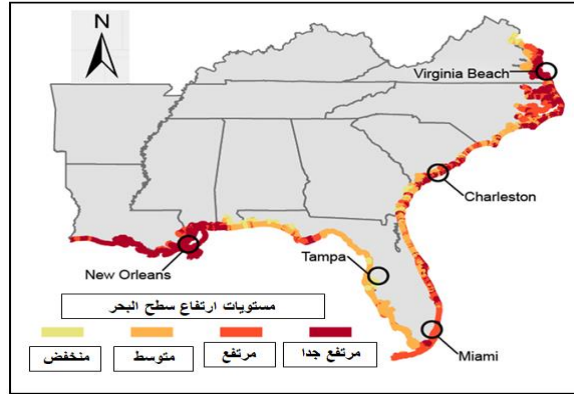 N
Virginia Beach
Charleston
New Orleans
Tampa
Miami
مستويات ارتفاع سطح البحر
منخفض
متوسط
مرتفع
مرتفع جدا